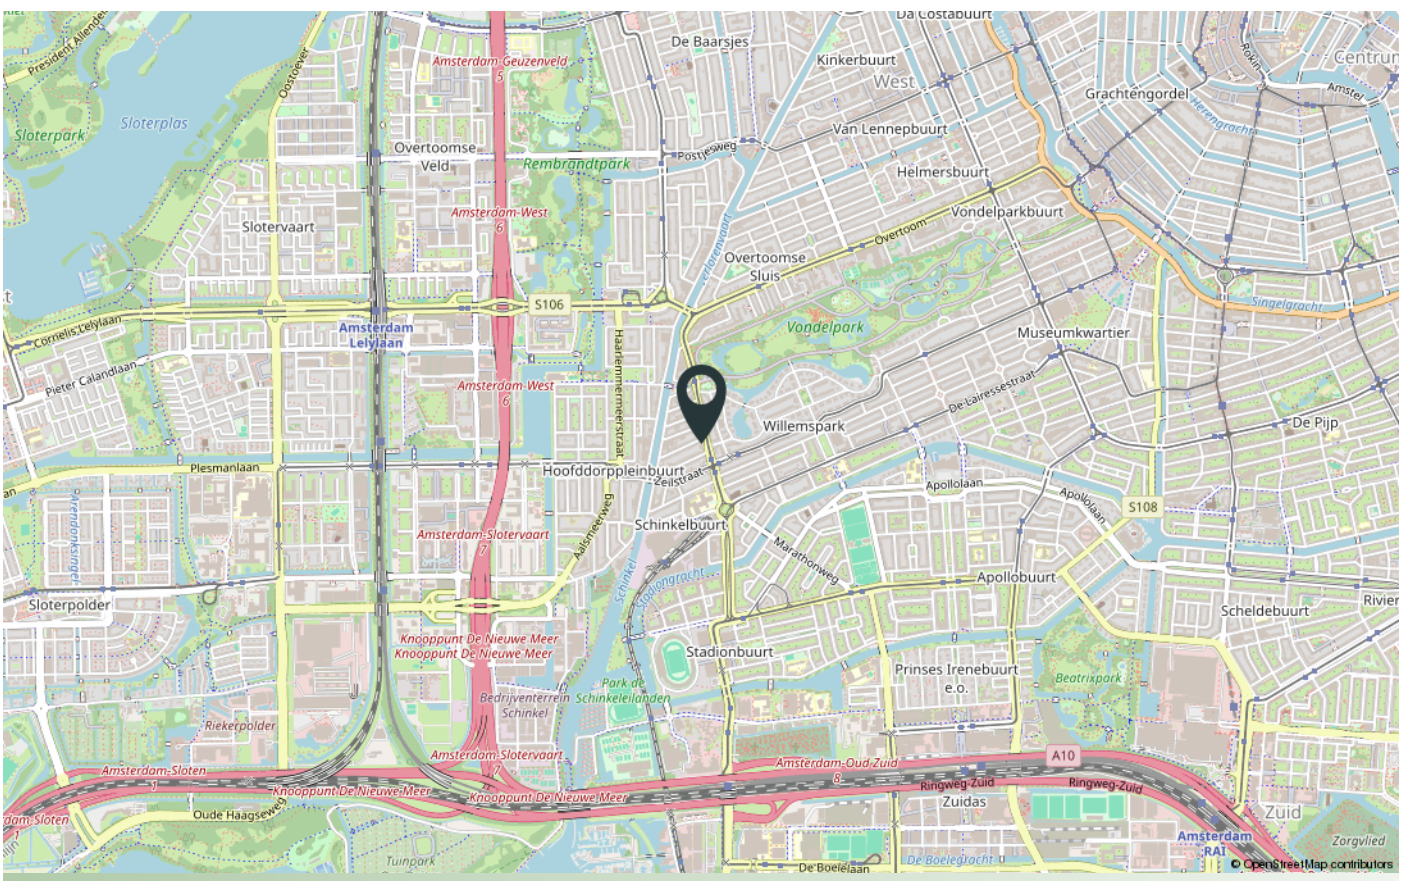 Da Costabuurt
President Allende
De Baarsjes
Rokin
Centrum
Kinkerbuurt
Amsterdam-Geuzenveld
5
West
Oostoever
Grachtengordel
Amstel
Herengracht
Sloterplas
Sloterpark
Van Lennepbuurt
Overtoomse
Veld
Postjesweg
Rembrandtpark
Helmersbuurt
Amsterdam-West
6
Vondelparkbuurt
Slotervaart
Overtoom
Overtoomse
Sluis
S106
Singelgracht
Cornelis Lelylaan
Amsterdam
Lelylaan
Vondelpark
Museumkwartier
Pieter Calandlaan
Haarlemmermeerstraat
Amsterdam-West
6
De Lairessestraat
Willemspark
De Pijp
Plesmanlaan
Hoofddorppleinbuurt
Zeilstraat
Apollolaan
Apollolaan
S108
Arendonksingel
Schinkelbuurt
Aalsmeerweg
Amsterdam-Slotervaart
7
Marathonweg
Schinkel
Stadiongracht
Apollobuurt
Sloterpolder
Scheldebuurt
Rivier
Knooppunt De Nieuwe Meer
Knooppunt De Nieuwe Meer
Stadionbuurt
Prinses Irenebuurt
e.o.
Beatrixpark
Park de
Schinkeleilanden
Bedrijventerrein
Schinkel
Riekerpolder
Amsterdam-Slotervaart
7
A10
Amsterdam-Oud Zuid
8
Amsterdam-Sloten
1
Knooppunt De Nieuwe Meer
Knooppunt De Nieuwe Meer
Ringweg-Zuid
Ringweg-Zuid
Zuidas
Oude Haagseweg
Zuid
Amsterdam
RAI
Zorgvlied
Tuinpark
De Boelegracht
De Boelelaan
© OpenStreetMap contributors